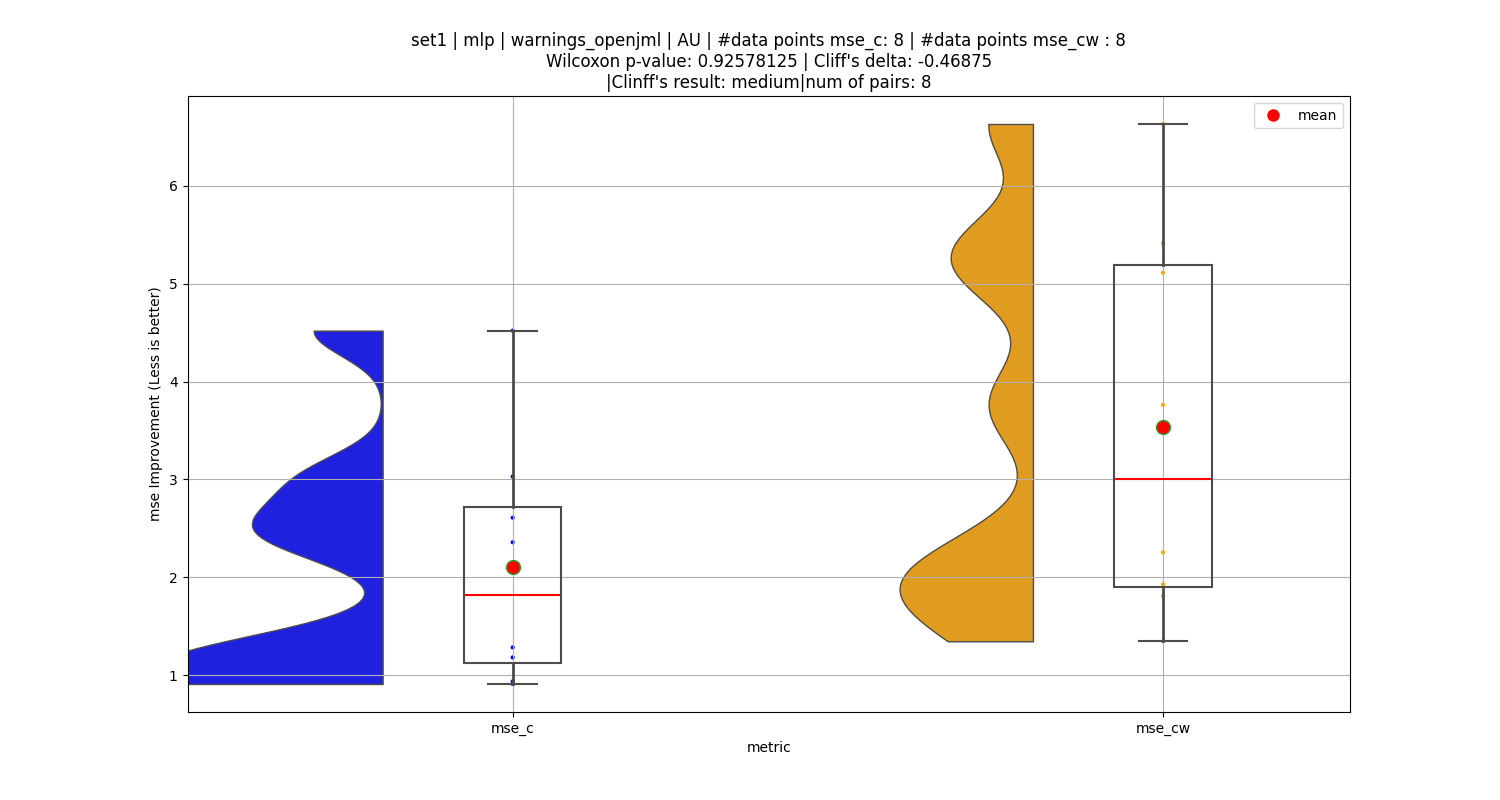 set1 | mlp | warnings_openjml | AU | #data points mse_c: 8 | #data points mse_cw : 8
Wilcoxon p-value: 0.92578125 | Cliff's delta: -0.46875
|Clinff's result: medium|num of pairs: 8
mean
mse Improvement (Less is better)
6
5
4
3
2
1
mse_c
mse_cw
metric